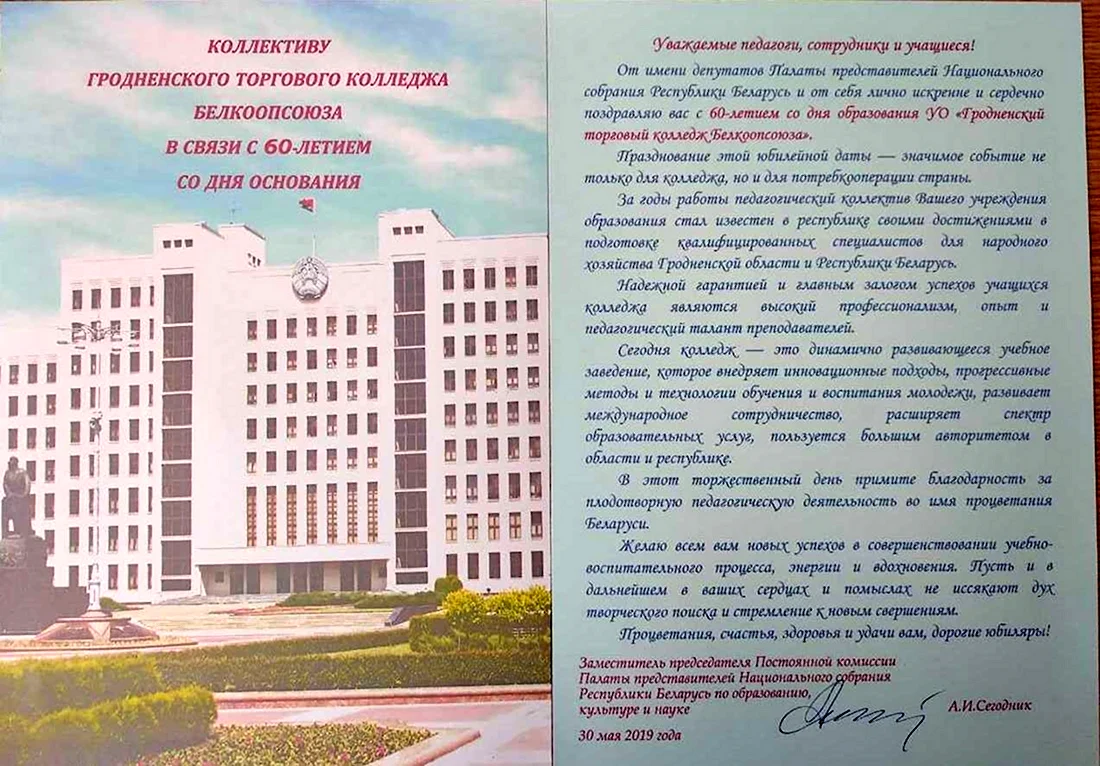 КОЛЛЕКТИВУ
ГРОДНЕНСКОГО ТОРГОВОГО КОЛЛЕДЖА
БЕЛКООПСОЮЗА
В СВЯЗИ С 60-ЛЕТИЕМ
СО ДНЯ ОСНОВАНИЯ
Уважаемые педагоги, сотрудники и учащиеся!
От имени депутатов Палаты представителей Национального
собрания Республики Беларусь и от себя лично искренне и сердечно
поздравляю вас с 60-летием со дня образования УО «Гродненский
торговый колледж Белкоопсоюза».
Празднование этой юбилейной даты — значимое событие не
только для колледжа, но и для потребкооперации страны.
За годы работы педагогический коллектив Вашего учреждения
образования стал известен в республике своими достижениями в
подготовке квалифицированных специалистов для народного
хозяйства Гродненской области и Республики Беларусь.
Надежной гарантией и главным залогом успехов учащихся
колледжа являются высокий профессионализм, опыт и
педагогический талант преподавателей.
Сегодня колледж — это динамично развивающееся учебное
заведение, которое внедряет инновационные подходы, прогрессивные
методы и технологии обучения и воспитания молодежи, развивает
международное сотрудничество, расширяет спектр
образовательных услуг, пользуется большим авторитетом в
области и республике.
В этот торжественный день примите благодарность за
плодотворную педагогическую деятельность во имя процветания
Беларуси.
Желаю всем вам новых успехов в совершенствовании учебно-
воспитательного процесса, энергии и вдохновения. Пусть и в
дальнейшем в ваших сердцах и помыслах не иссякают дух
творческого поиска и стремление к новым свершениям.
Процветания, счастья, здоровья и удачи вам, дорогие юбиляры!
Заместитель председателя Постоянной комиссии
Палаты представителей Национального собрания
Республики Беларусь по образованию,
культуре и науке
А.И.Сегодник
30 мая 2019 года